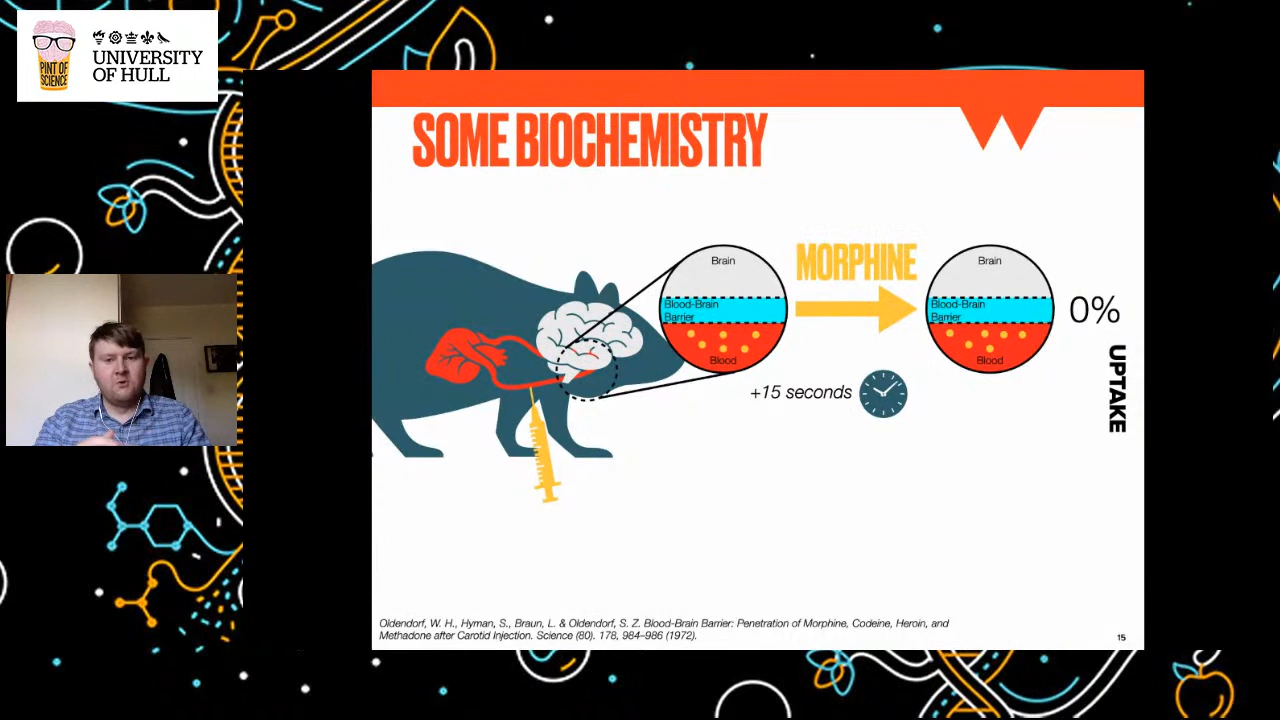 PINT OF
SCIENCE
UNIVERSITY
OF HULL
SOME BIOCHEMISTRY
MORPHINE
Brain
Blood-Brain
Barrier
Blood
Brain
Blood-Brain
Barrier
Blood
0%
UPTAKE
+15 seconds
Oldendorf, W. H., Hyman, S., Braun, L. & Oldendorf, S. Z. Blood-Brain Barrier: Penetration of Morphine, Codeine, Heroin, and
Methadone after Carotid Injection. Science (80). 178, 984–986 (1972).
15